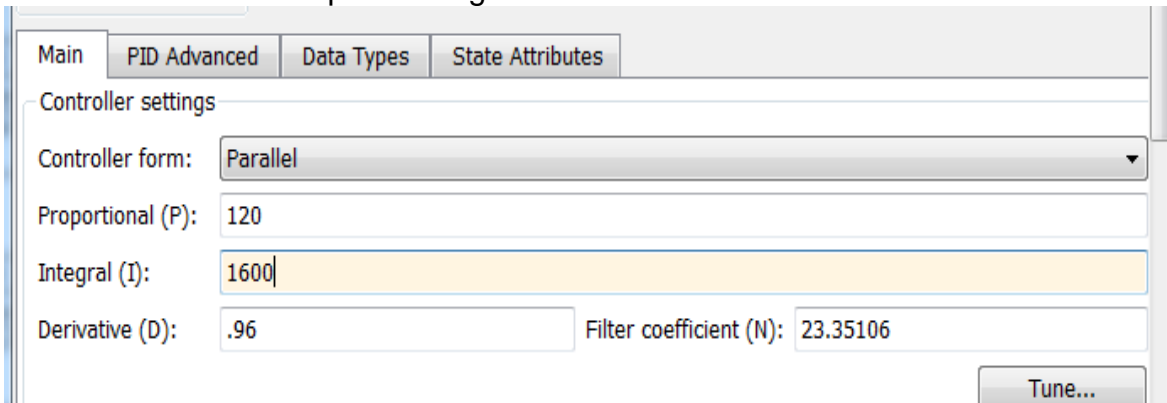 Main PID Advanced Data Types State Attributes
Controller settings
Controller form: Parallel
Proportional (P): 120
Integral (I): 1600
Derivative (D): .96 Filter coefficient (N): 23.35106
Tune...